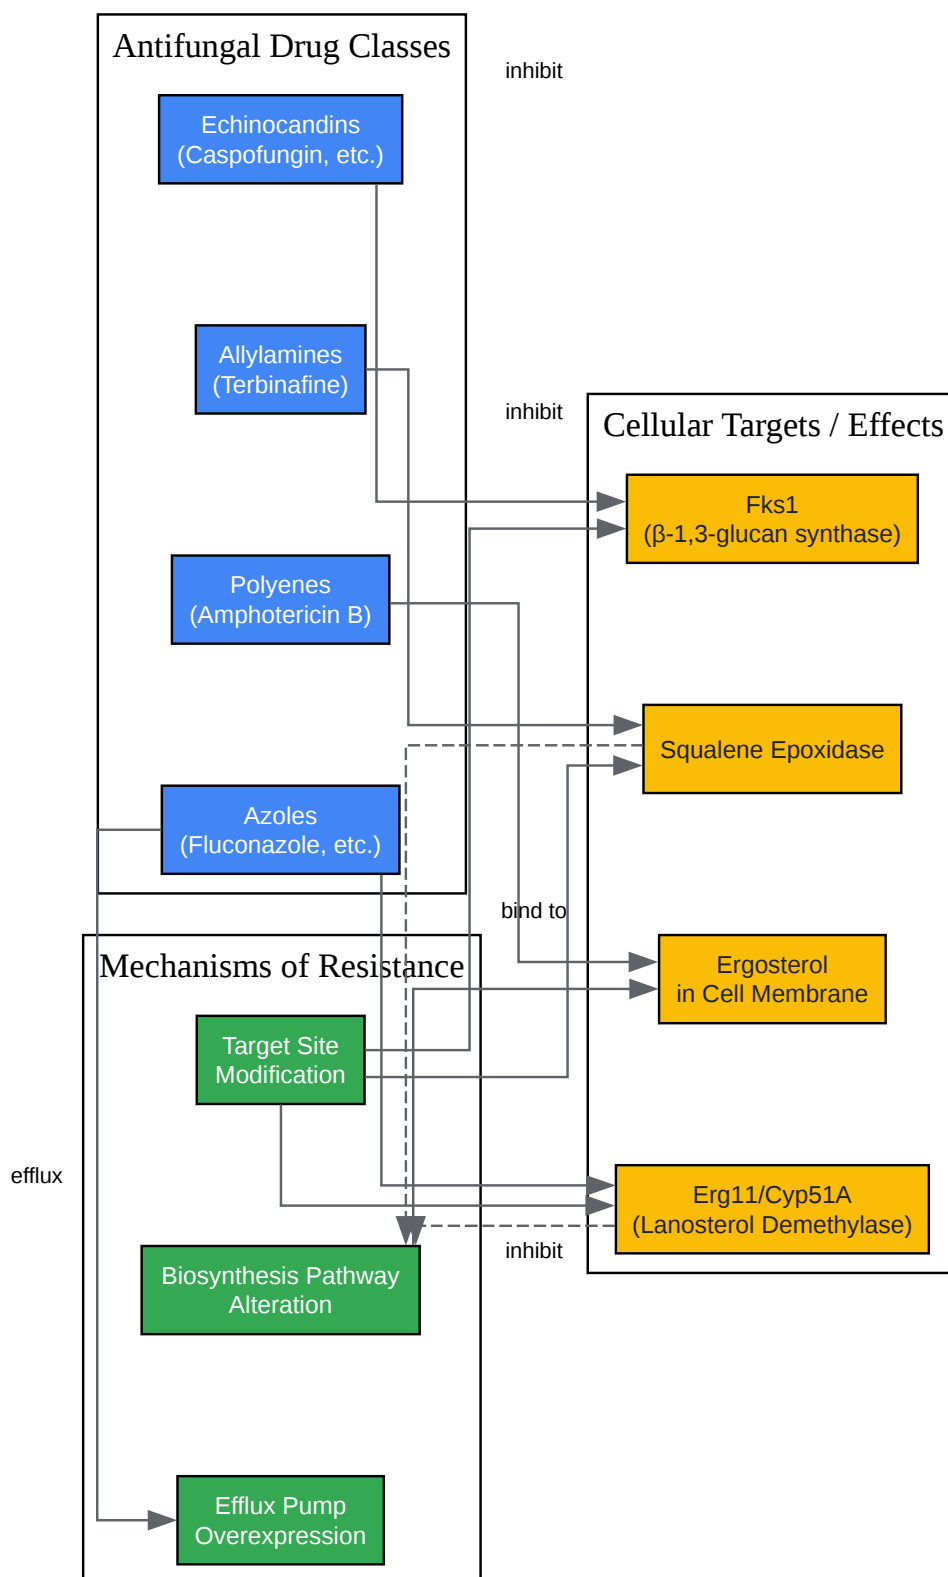 Antifungal Drug Classes
inhibit
Echinocandins
(Caspofungin, etc.)
Allylamines
(Terbinafine)
inhibit
Cellular Targets / Effects
Fks1
(β-1,3-glucan synthase)
Polyenes
(Amphotericin B)
Squalene Epoxidase
Azoles
(Fluconazole, etc.)
bind to
Mechanisms of Resistance
Ergosterol
in Cell Membrane
Target Site
Modification
efflux
Erg11/Cyp51A
(Lanosterol Demethylase)
inhibit
Biosynthesis Pathway
Alteration
Efflux Pump
Overexpression